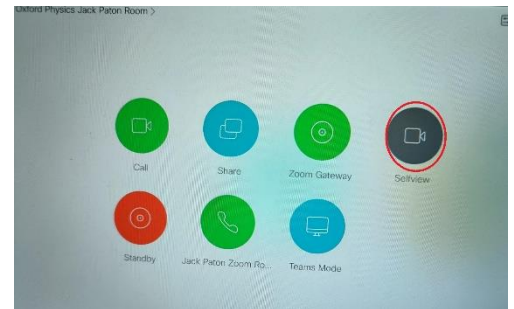 Oxford Physics Jack Paton Room >
Call
Share
Zoom Gateway
Selfview
Standby
Jack Paton Zoom Ro...
Teams Mode